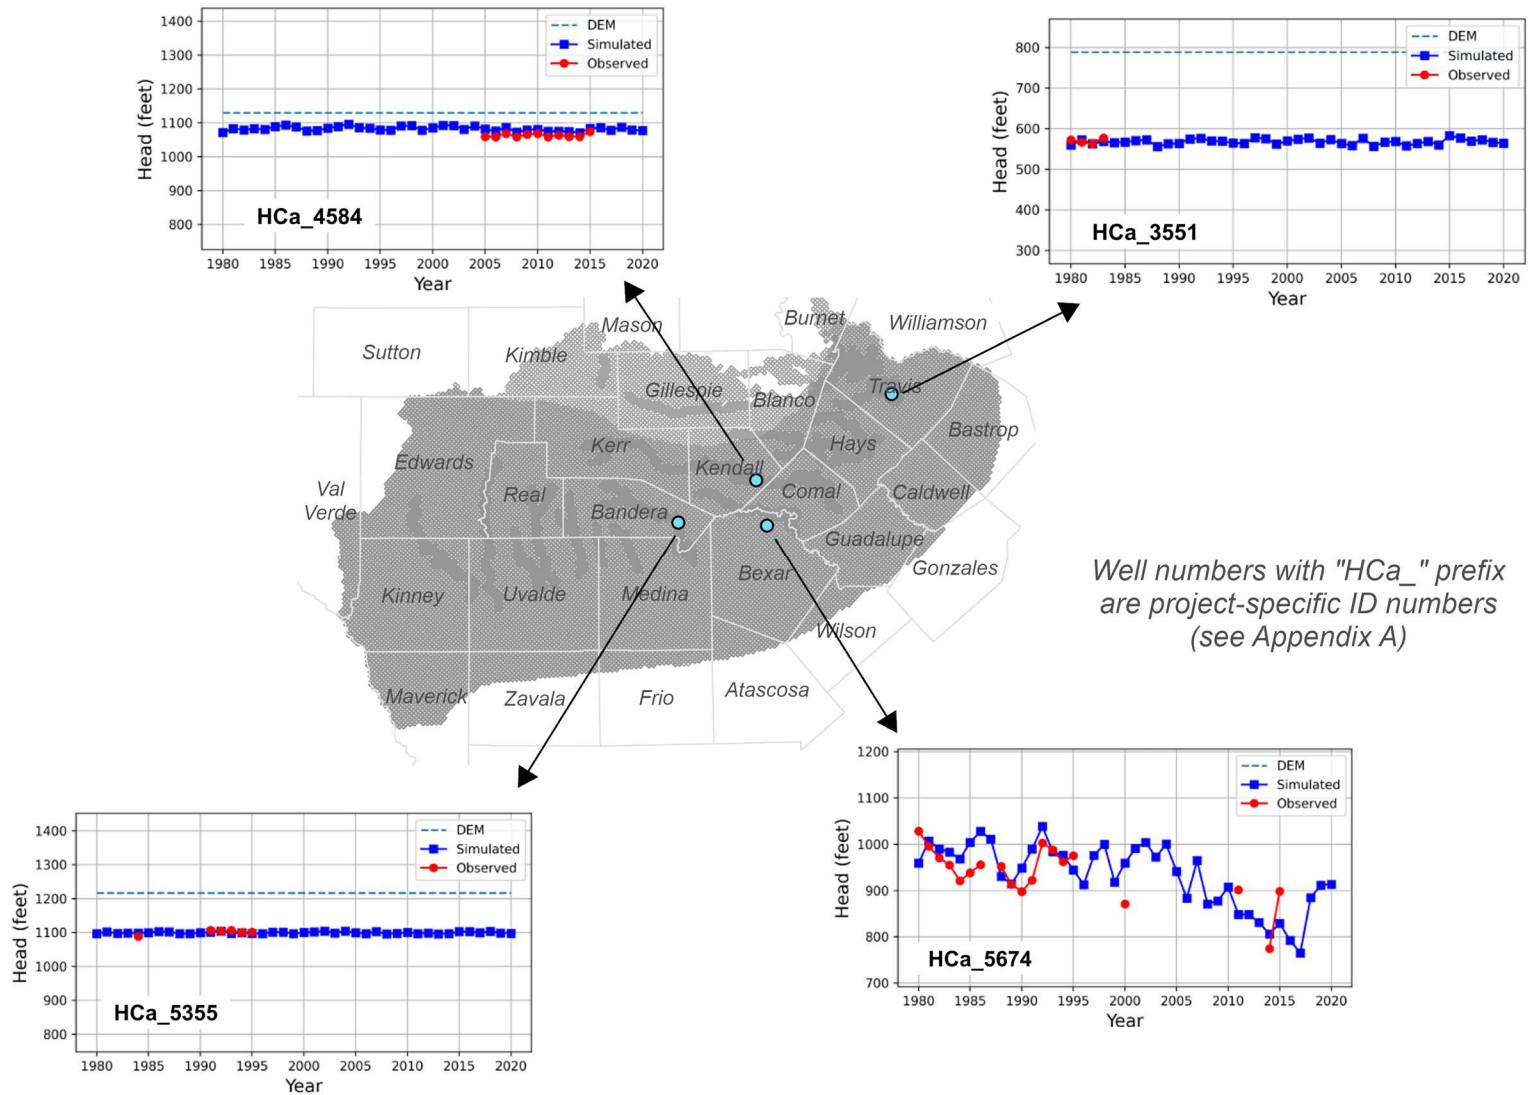 1400
1300
1200
1100
1000
900
800
Head (feet)
DEM
Simulated
Observed
HCa_4584
1980 1985 1990 1995 2000 2005 2010 2015 2020
Year
800
700
600
500
400
300
Head (feet)
DEM
Simulated
Observed
HCa_3551
1980 1985 1990 1995 2000 2005 2010 2015 2020
Year
Mason
Burnet
Williamson
Sutton
Kimble
Gillespie
Blanco
Travis
Bastrop
Kerr
Hays
Edwards
Kendall
Val
Verde
Real
Bandera
Comal
Caldwell
Guadalupe
Gonzales
Kinney
Uvalde
Medina
Bexar
Wilson
Maverick
Zavala
Frio
Atascosa
Well numbers with "HCa_" prefix
are project-specific ID numbers
(see Appendix A)
1400
1300
1200
1100
1000
900
800
Head (feet)
DEM
Simulated
Observed
HCa_5355
1980 1985 1990 1995 2000 2005 2010 2015 2020
Year
1200
1100
1000
900
800
700
Head (feet)
DEM
Simulated
Observed
HCa_5674
1980 1985 1990 1995 2000 2005 2010 2015 2020
Year